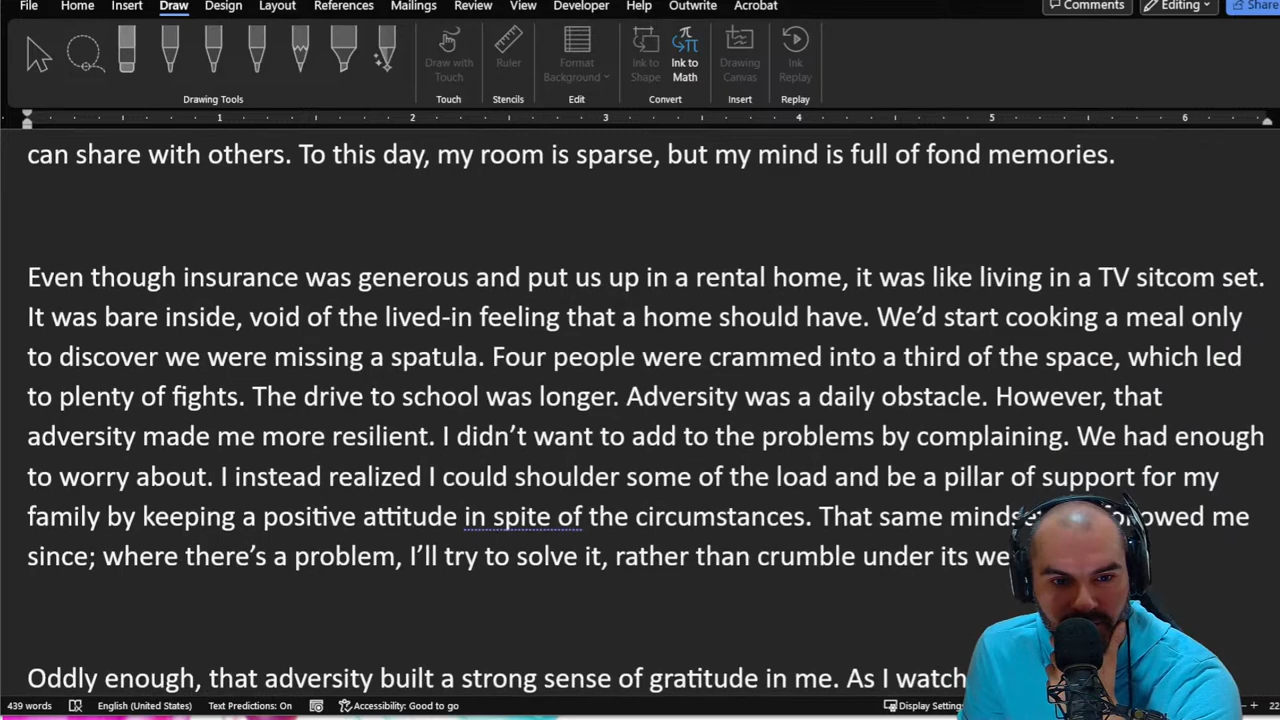 File Home Insert Draw Design Layout References Mailings Review View Developer Help Outwrite Acrobat Comments Editing Share
Draw with Touch Ruler Format Background Ink to Shape Ink to Math Drawing Canvas Ink Replay
Drawing Tools Touch Stencils Edit Convert Insert Replay
1 2 3 4 5 6
can share with others. To this day, my room is sparse, but my mind is full of fond memories.
Even though insurance was generous and put us up in a rental home, it was like living in a TV sitcom set.
It was bare inside, void of the lived-in feeling that a home should have. We’d start cooking a meal only
to discover we were missing a spatula. Four people were crammed into a third of the space, which led
to plenty of fights. The drive to school was longer. Adversity was a daily obstacle. However, that
adversity made me more resilient. I didn’t want to add to the problems by complaining. We had enough
to worry about. I instead realized I could shoulder some of the load and be a pillar of support for my
family by keeping a positive attitude in spite of the circumstances. That same me
since; where there’s a problem, I’ll try to solve it, rather than crumble under its
Oddly enough, that adversity built a strong sense of gratitude in me. As I
439 words English (United States) Text Predictions: On Accessibility: Good to go Display